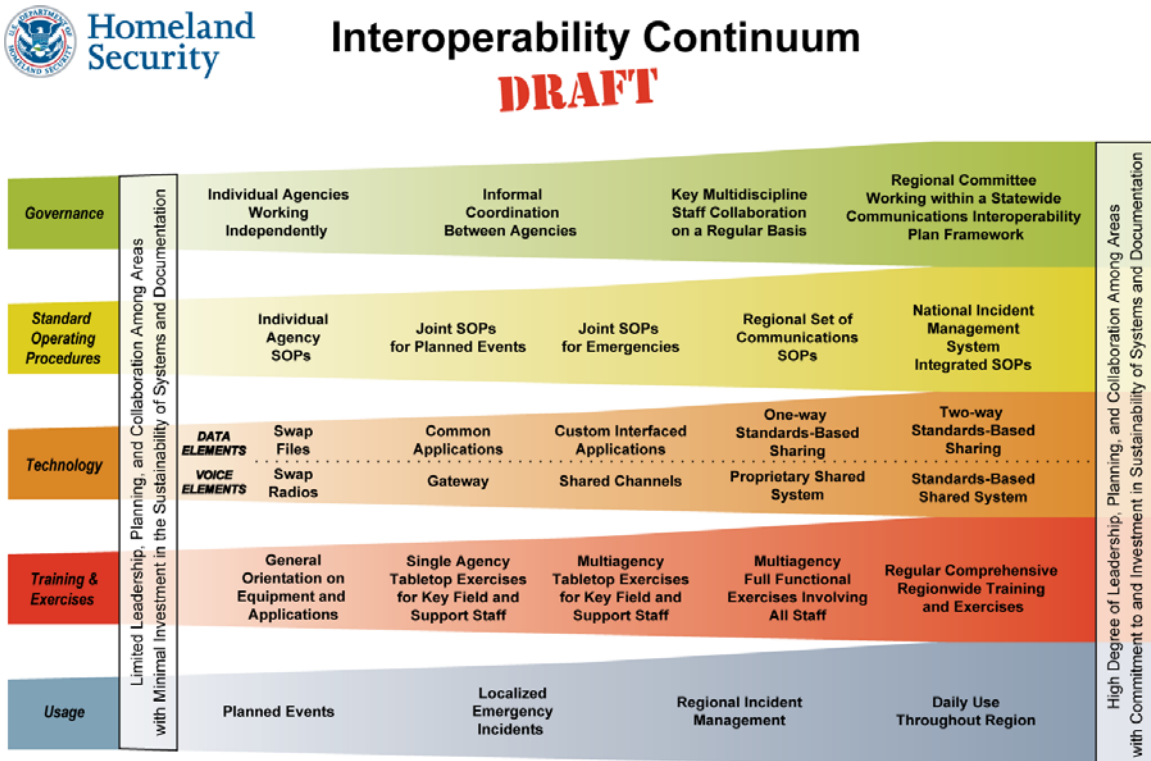 U.S. DEPARTMENT OF
HOMELAND SECURITY
Homeland
Security
Interoperability Continuum
DRAFT
Limited Leadership, Planning, and Collaboration Among Areas
with Minimal Investment in the Sustainability of Systems and Documentation
Governance
Individual Agencies
Working
Independently
Informal
Coordination
Between Agencies
Key Multidiscipline
Staff Collaboration
on a Regular Basis
Regional Committee
Working within a Statewide
Communications Interoperability
Plan Framework
Standard
Operating
Procedures
Individual
Agency
SOPs
Joint SOPs
for Planned Events
Joint SOPs
for Emergencies
Regional Set of
Communications
SOPs
National Incident
Management
System
Integrated SOPs
Technology
DATA
ELEMENTS
Swap
Files
Common
Applications
Custom Interfaced
Applications
One-way
Standards-Based
Sharing
Two-way
Standards-Based
Sharing
VOICE
ELEMENTS
Swap
Radios
Gateway
Shared Channels
Proprietary Shared
System
Standards-Based
Shared System
Training &
Exercises
General
Orientation on
Equipment and
Applications
Single Agency
Tabletop Exercises
for Key Field and
Support Staff
Multiagency
Tabletop Exercises
for Key Field and
Support Staff
Multiagency
Full Functional
Exercises Involving
All Staff
Regular Comprehensive
Regionwide Training
and Exercises
Usage
Planned Events
Localized
Emergency
Incidents
Regional Incident
Management
Daily Use
Throughout Region
High Degree of Leadership, Planning, and Collaboration Among Areas
with Commitment to and Investment in Sustainability of Systems and Documentation